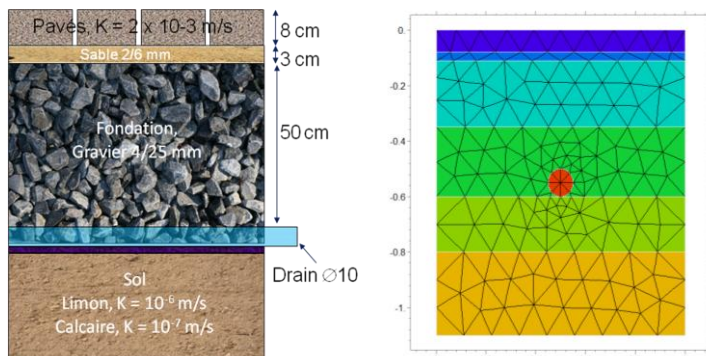 Pavés, K = 2 x 10-3 m/s
8 cm
Sable 2/6 mm
3 cm
Fondation,
Gravier 4/25 mm
50 cm
Drain ∅10
Sol
Limon, K = 10⁻⁶ m/s
Calcaire, K = 10⁻⁷ m/s
0.
-0.2
-0.4
-0.6
-0.8
-1.